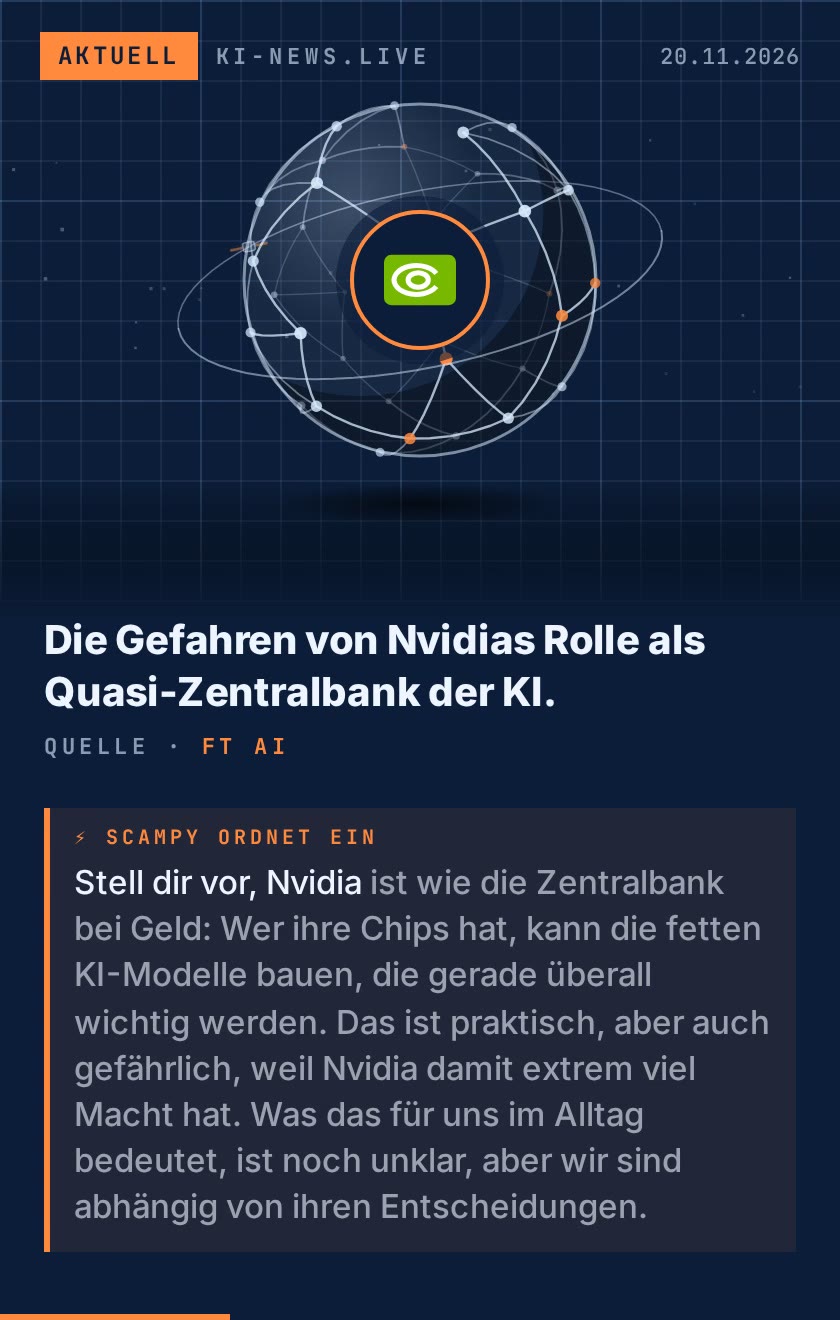 AKTUELL KI-NEWS.LIVE 20.11.2026
Die Gefahren von Nvidias Rolle als
Quasi-Zentralbank der KI.
QUELLE · FT AI
⚡ SCAMPY ORDNET EIN
Stell dir vor, Nvidia ist wie die Zentralbank
bei Geld: Wer ihre Chips hat, kann die fetten
KI-Modelle bauen, die gerade überall
wichtig werden. Das ist praktisch, aber auch
gefährlich, weil Nvidia damit extrem viel
Macht hat. Was das für uns im Alltag
bedeutet, ist noch unklar, aber wir sind
abhängig von ihren Entscheidungen.